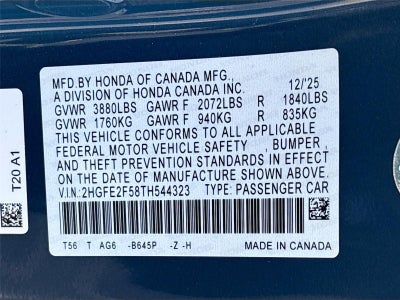 MFD.BY HONDA OF CANADA MFG.,
A DIVISION OF HONDA CANADA INC. 12/'25
GVWR 3880LBS GAWR F 2072LBS R 1840LBS
GVWR 1760KG GAWR F 940KG R 835KG
THIS VEHICLE CONFORMS TO ALL APPLICABLE
FEDERAL MOTOR VEHICLE SAFETY , BUMPER ,
AND THEFT PREVENTION STANDARDS IN EFFECT
ON THE DATE OF MANUFACTURE SHOWN ABOVE.
V.I.N:2HGFE2F58TH544323 TYPE:PASSENGER CAR
T56 T AG6 -B645P -Z -H MADE IN CANADA
T20 A1